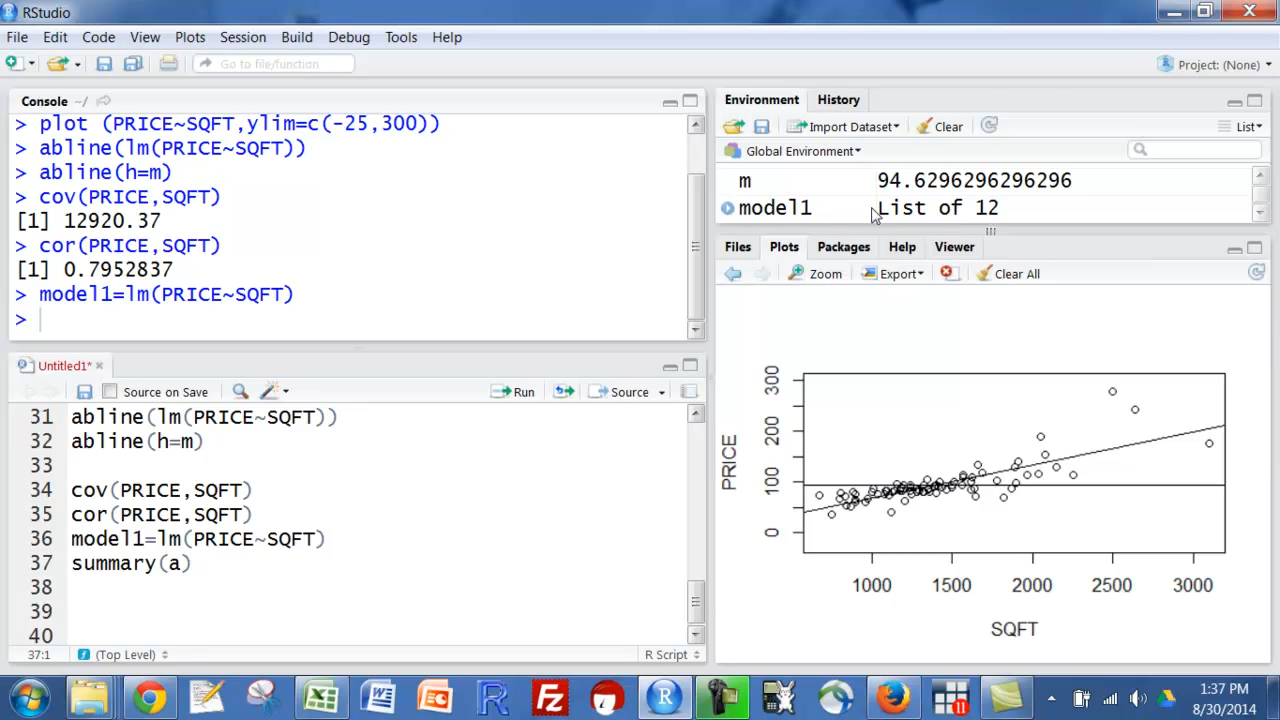 RStudio
File Edit Code View Plots Session Build Debug Tools Help
Go to file/function
Project: (None)
Console ~/
> plot (PRICE~SQFT,ylim=c(-25,300))
> abline(lm(PRICE~SQFT))
> abline(h=m)
> cov(PRICE,SQFT)
[1] 12920.37
> cor(PRICE,SQFT)
[1] 0.7952837
> model1=lm(PRICE~SQFT)
>
Untitled1*
Source on Save
Run
Source
31 abline(lm(PRICE~SQFT))
32 abline(h=m)
33
34 cov(PRICE,SQFT)
35 cor(PRICE,SQFT)
36 model1=lm(PRICE~SQFT)
37 summary(a)
38
39
40
37:1 (Top Level) R Script
Environment History
Import Dataset Clear List
Global Environment
m 94.6296296296296
model1 List of 12
Files Plots Packages Help Viewer
Zoom Export Clear All
PRICE
300
200
100
0
1000 1500 2000 2500 3000
SQFT
11
1:37 PM
8/30/2014